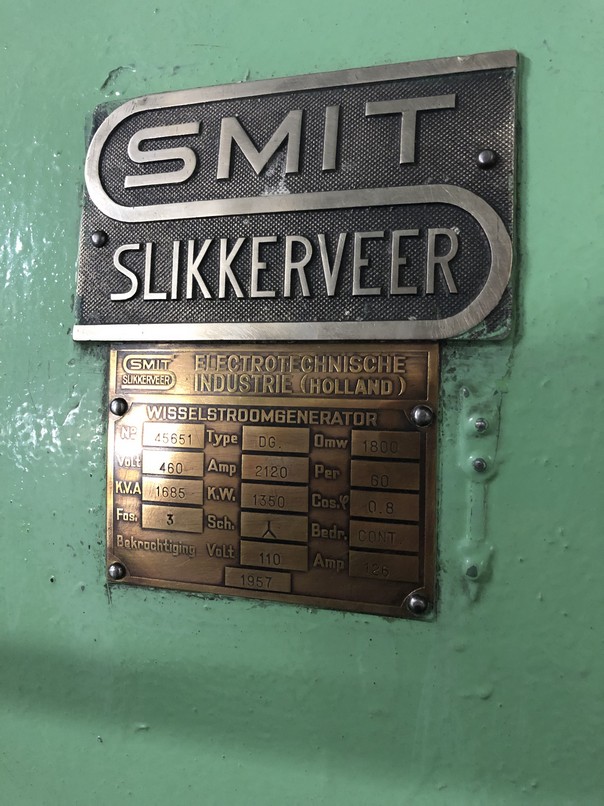 SMIT
SLIKKERVEER
SMIT SLIKKERVEER
ELECTROTECHNISCHE
INDUSTRIE (HOLLAND)
WISSELSTROOMGENERATOR
No 45651 Type DG. Omw 1800
Volt 460 Amp 2120 Per 60
K.V.A 1685 K.W. 1350 Cos.φ 0.8
Fas. 3 Sch. Bedr. CONT
Bekrachtiging Volt 110 Amp 126
1957